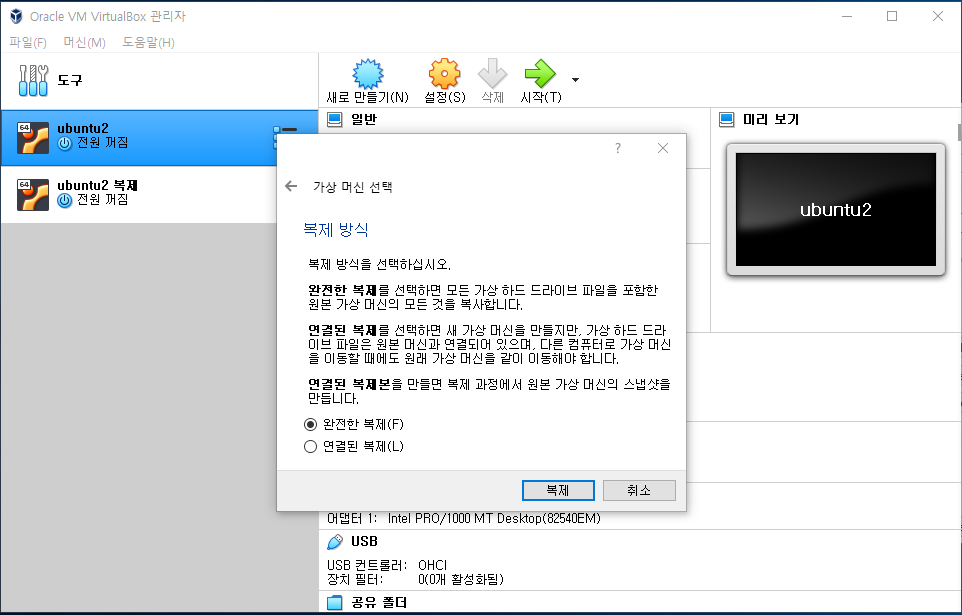 Oracle VM VirtualBox 관리자
파일(F) 머신(M) 도움말(H)
도구
새로 만들기(N) 설정(S) 삭제 시작(T)
64
ubuntu2
전원 꺼짐
64
ubuntu2 복제
전원 꺼짐
일반
미리 보기
ubuntu2
?
가상 머신 선택
복제 방식
복제 방식을 선택하십시오.
완전한 복제를 선택하면 모든 가상 하드 드라이브 파일을 포함한
원본 가상 머신의 모든 것을 복사합니다.
연결된 복제를 선택하면 새 가상 머신을 만들지만, 가상 하드 드라
이브 파일은 원본 머신과 연결되어 있으며, 다른 컴퓨터로 가상 머신
을 이동할 때에도 원래 가상 머신을 같이 이동해야 합니다.
연결된 복제본을 만들면 복제 과정에서 원본 가상 머신의 스냅샷을
만듭니다.
완전한 복제(F)
연결된 복제(L)
복제 취소
어댑터 1: Intel PRO/1000 MT Desktop(82540EM)
USB
USB 컨트롤러: OHCI
장치 필터: 0(0개 활성화됨)
공유 폴더